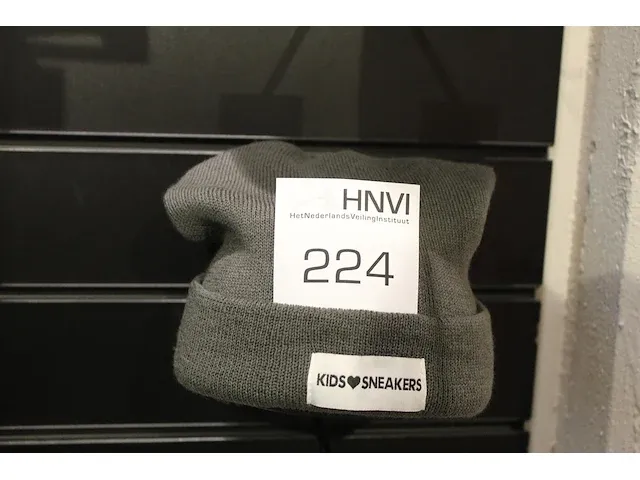 HNVI
HetNederlandsVeilingInstituut
224
KIDS♥SNEAKERS